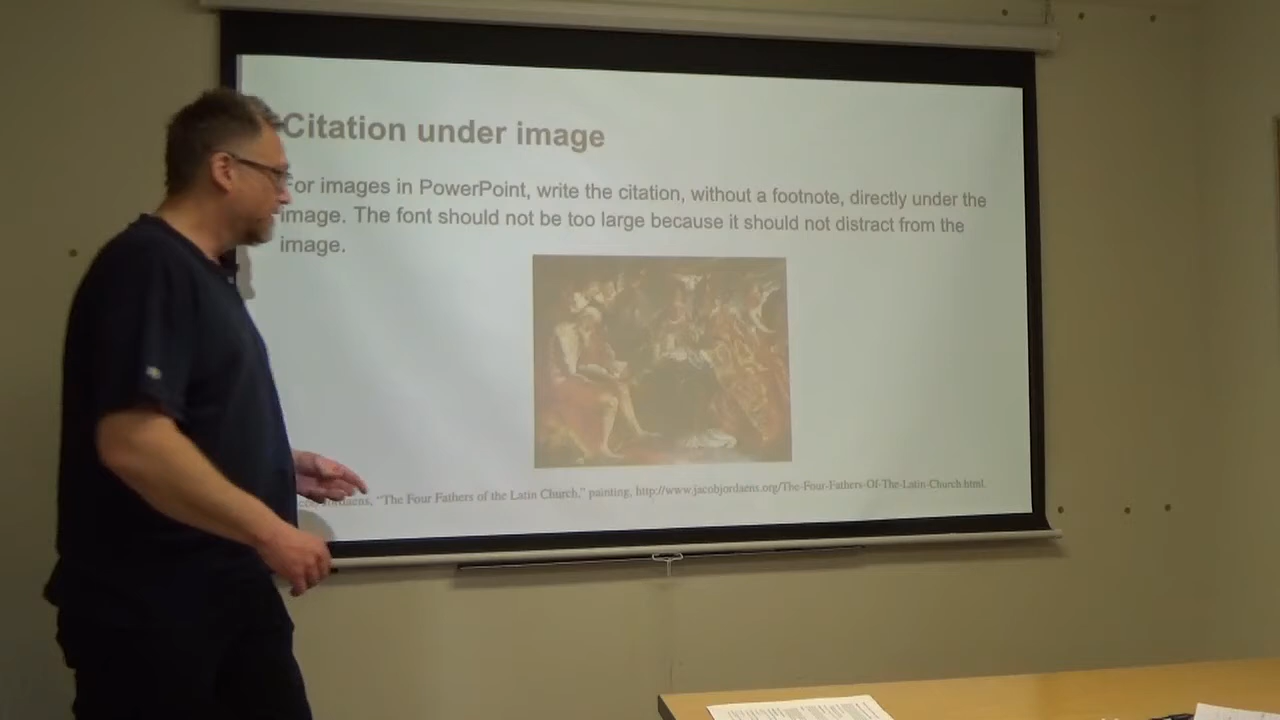 Citation under image
For images in PowerPoint, write the citation, without a footnote, directly under the
image. The font should not be too large because it should not distract from the
image.
Jordaens, “The Four Fathers of the Latin Church,” painting, http://www.jacobjordaens.org/The-Four-Fathers-Of-The-Latin-Church.html.